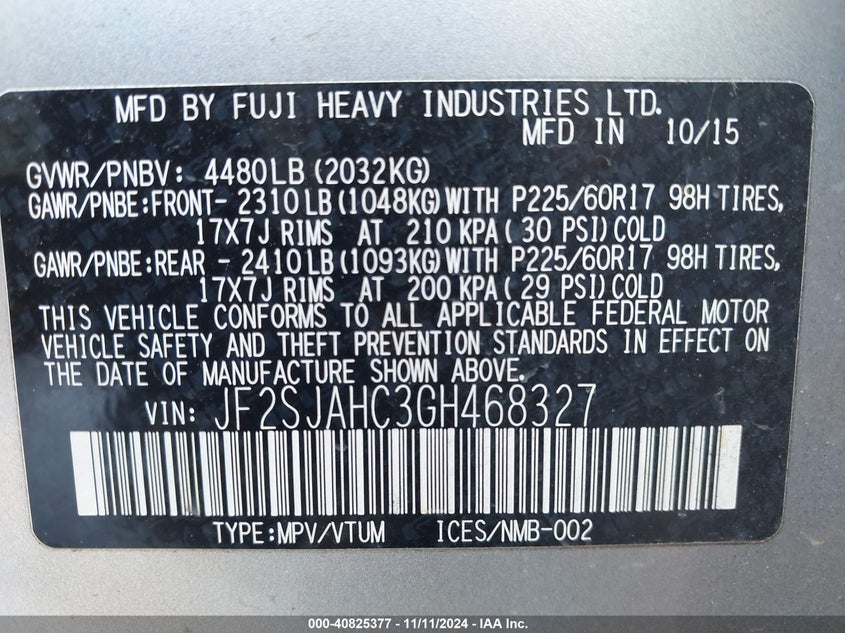 MFD BY FUJI HEAVY INDUSTRIES LTD.
MFD IN 10/15
GVWR/PNBV: 4480LB (2032KG)
GAWR/PNBE:FRONT- 2310 LB (1048KG) WITH P225/60R17 98H TIRES,
17X7J RIMS AT 210 KPA ( 30 PSI) COLD
GAWR/PNBE:REAR - 2410 LB (1093KG) WITH P225/60R17 98H TIRES,
17X7J RIMS AT 200 KPA ( 29 PSI) COLD
THIS VEHICLE CONFORMS TO ALL APPLICABLE FEDERAL MOTOR
VEHICLE SAFETY AND THEFT PREVENTION STANDARDS IN EFFECT ON
THE DATE OF MANUFACTURE SHOWN ABOVE.
VIN: JF2SJAHC3GH468327
TYPE:MPV/VTUM ICES/NMB-002
000-40825377 - 11/11/2024 - IAA Inc.